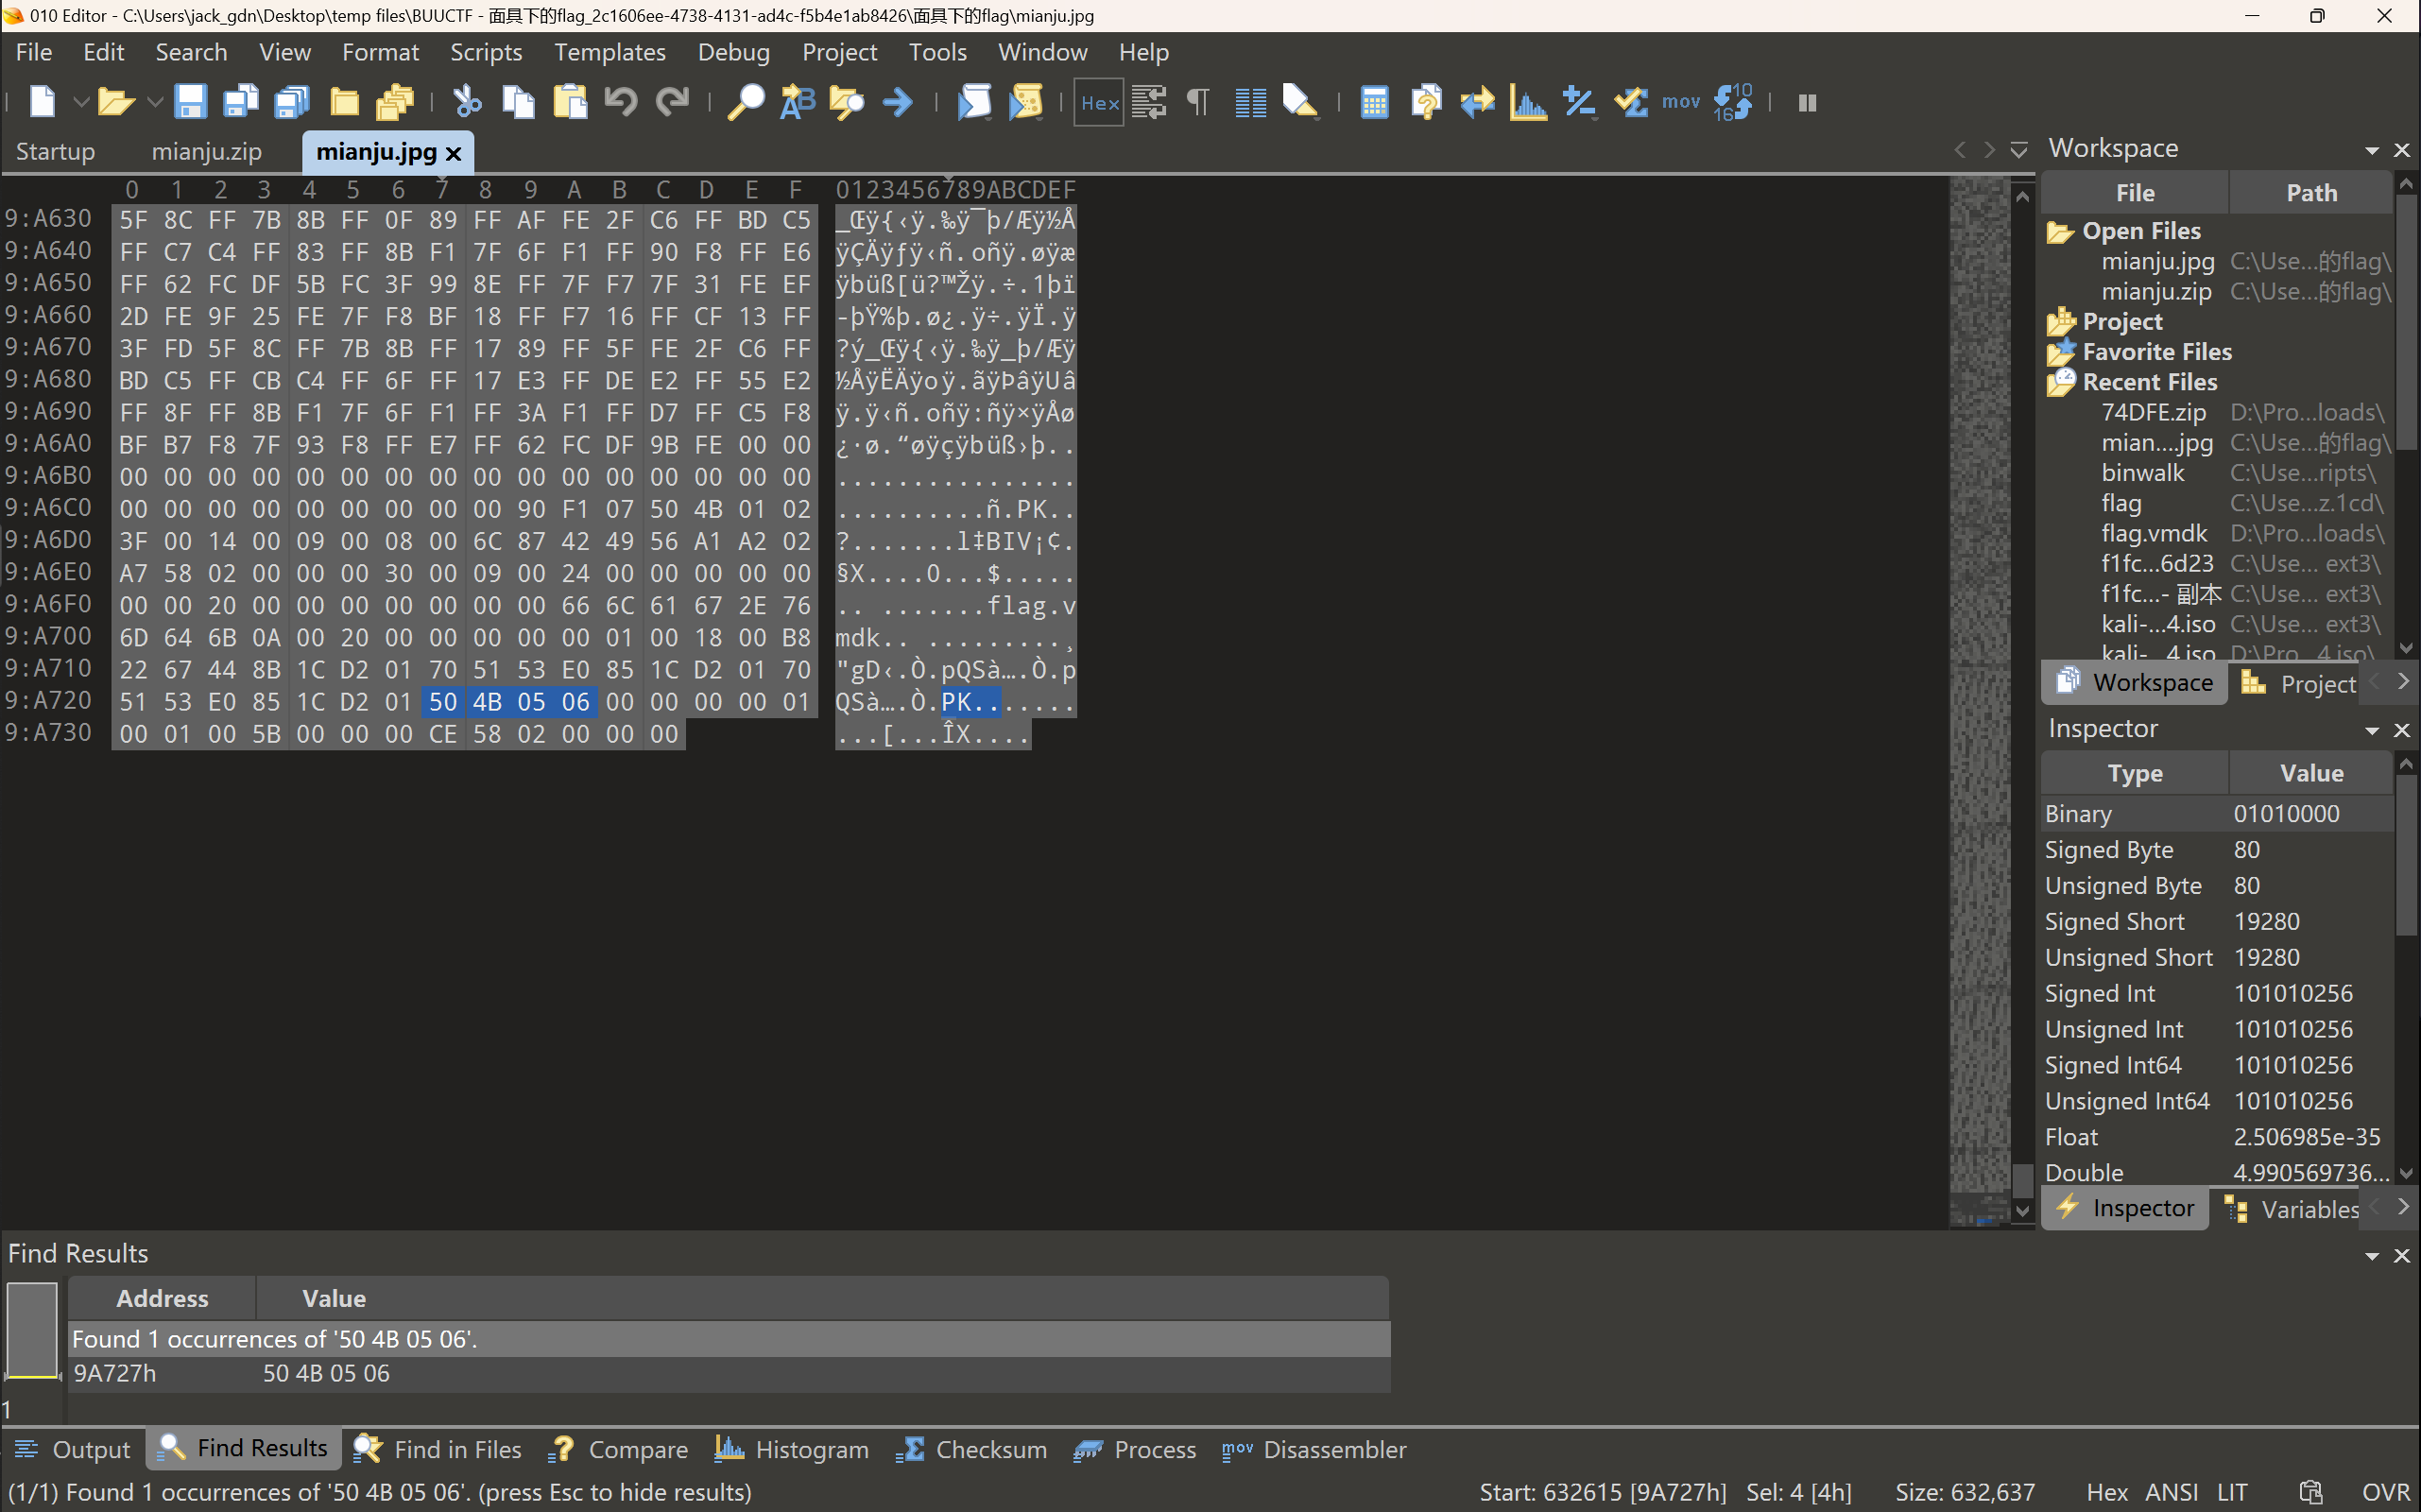 010 Editor - C:\Users\jack_gdn\Desktop\temp files\BUUCTF - 面具下的flag_2c1606ee-4738-4131-ad4c-f5b4e1ab8426\面具下的flag\mianju.jpg
File Edit Search View Format Scripts Templates Debug Project Tools Window Help
Hex mov
Startup mianju.zip mianju.jpg
0 1 2 3 4 5 6 7 8 9 A B C D E F 0123456789ABCDEF
9:A630 5F 8C FF 7B 8B FF 0F 89 FF AF FE 2F C6 FF BD C5 _Œÿ{‹ÿ.‰ÿ¯þ/Æÿ½Å
9:A640 FF C7 C4 FF 83 FF 8B F1 7F 6F F1 FF 90 F8 FF E6 ÿÇÄÿƒÿ‹ñ.oñÿ.øÿæ
9:A650 FF 62 FC DF 5B FC 3F 99 8E FF 7F F7 7F 31 FE EF ÿbüß[ü?™Žÿ.÷.1þï
9:A660 2D FE 9F 25 FE 7F F8 BF 18 FF F7 16 FF CF 13 FF -þŸ%þ.ø¿.ÿ÷.ÿÏ.ÿ
9:A670 3F FD 5F 8C FF 7B 8B FF 17 89 FF 5F FE 2F C6 FF ?ý_Œÿ{‹ÿ.‰ÿ_þ/Æÿ
9:A680 BD C5 FF CB C4 FF 6F FF 17 E3 FF DE E2 FF 55 E2 ½ÅÿËÄÿoÿ.ãÿÞâÿUâ
9:A690 FF 8F FF 8B F1 7F 6F F1 FF 3A F1 FF D7 FF C5 F8 ÿ.ÿ‹ñ.oñÿ:ñÿ×ÿÅø
9:A6A0 BF B7 F8 7F 93 F8 FF E7 FF 62 FC DF 9B FE 00 00 ¿·ø.“øÿçÿbüß›þ..
9:A6B0 00 00 00 00 00 00 00 00 00 00 00 00 00 00 00 00 ................
9:A6C0 00 00 00 00 00 00 00 00 00 90 F1 07 50 4B 01 02 ..........ñ.PK..
9:A6D0 3F 00 14 00 09 00 08 00 6C 87 42 49 56 A1 A2 02 ?.......l‡BIV¡¢.
9:A6E0 A7 58 02 00 00 00 30 00 09 00 24 00 00 00 00 00 §X....0...$.....
9:A6F0 00 00 20 00 00 00 00 00 00 00 66 6C 61 67 2E 76 .. .......flag.v
9:A700 6D 64 6B 0A 00 20 00 00 00 00 00 01 00 18 00 B8 mdk.. .........¸
9:A710 22 67 44 8B 1C D2 01 70 51 53 E0 85 1C D2 01 70 "gD‹.Ò.pQSà….Ò.p
9:A720 51 53 E0 85 1C D2 01 50 4B 05 06 00 00 00 00 01 QSà….Ò.PK.......
9:A730 00 01 00 5B 00 00 00 CE 58 02 00 00 00 ...[...ÎX....
Workspace
File Path
Open Files
mianju.jpg C:\Use...的flag\
mianju.zip C:\Use...的flag\
Project
Favorite Files
Recent Files
74DFE.zip D:\Pro...loads\
mian....jpg C:\Use...的flag\
binwalk C:\Use...ripts\
flag C:\Use...z.1cd\
flag.vmdk D:\Pro...loads\
f1fc...6d23 C:\Use... ext3\
f1fc...- 副本 C:\Use... ext3\
kali-...4.iso C:\Use... ext3\
kali-...4.iso D:\Pro...4.iso\
Workspace Project
Inspector
Type Value
Binary 01010000
Signed Byte 80
Unsigned Byte 80
Signed Short 19280
Unsigned Short 19280
Signed Int 101010256
Unsigned Int 101010256
Signed Int64 101010256
Unsigned Int64 101010256
Float 2.506985e-35
Double 4.990569736...
Inspector Variables
Find Results
Address Value
Found 1 occurrences of '50 4B 05 06'.
9A727h 50 4B 05 06
1
Output Find Results Find in Files Compare Histogram Checksum Process mov Disassembler
(1/1) Found 1 occurrences of '50 4B 05 06'. (press Esc to hide results) Start: 632615 [9A727h] Sel: 4 [4h] Size: 632,637 Hex ANSI LIT OVR